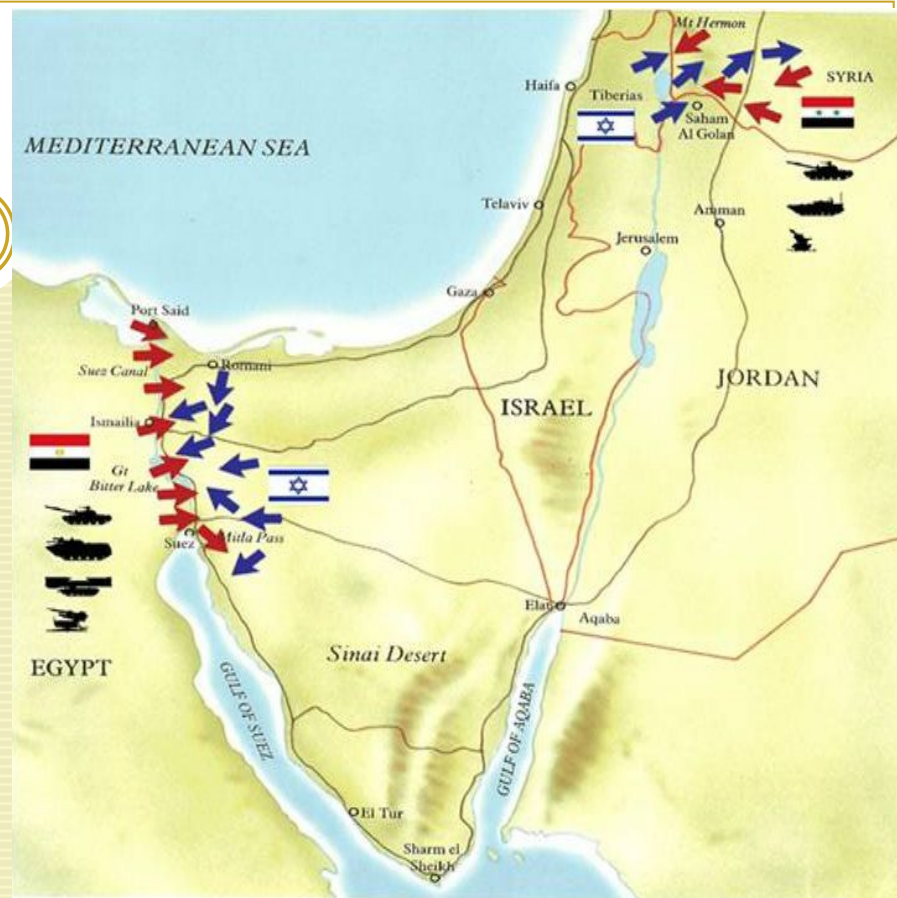 Mt Hermon
SYRIA
Haifa
Tiberias
Saham
Al Golan
MEDITERRANEAN SEA
Telaviv
Amman
Jerusalem
Gaza
Port Said
Romani
Suez Canal
JORDAN
ISRAEL
Ismailia
Gt
Bitter Lake
Mitla Pass
Suez
Elat
Aqaba
Sinai Desert
EGYPT
GULF OF SUEZ
GULF OF AQABA
El Tur
Sharm el
Sheikh